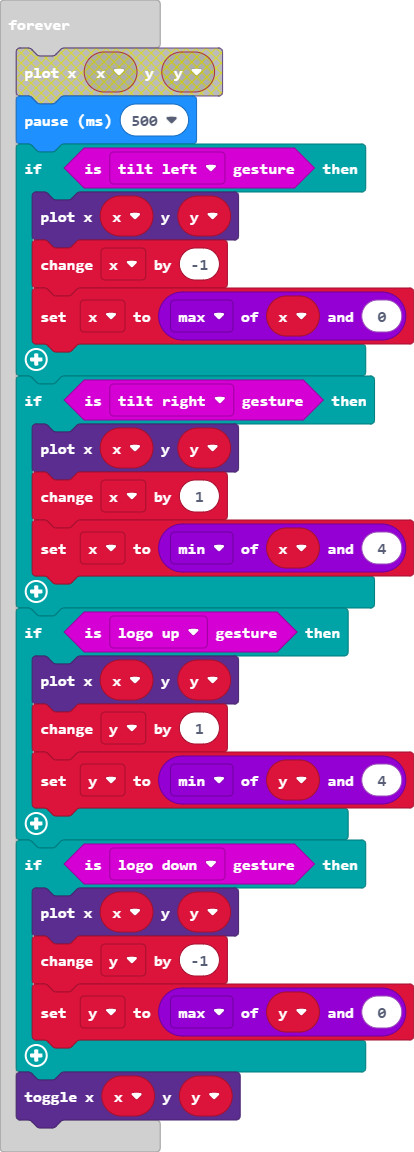 forever
plot x x y y
pause (ms) 500
if is tilt left gesture then
plot x x y y
change x by -1
set x to max of x and 0
if is tilt right gesture then
plot x x y y
change x by 1
set x to min of x and 4
if is logo up gesture then
plot x x y y
change y by 1
set y to min of y and 4
if is logo down gesture then
plot x x y y
change y by -1
set y to max of y and 0
toggle x x y y